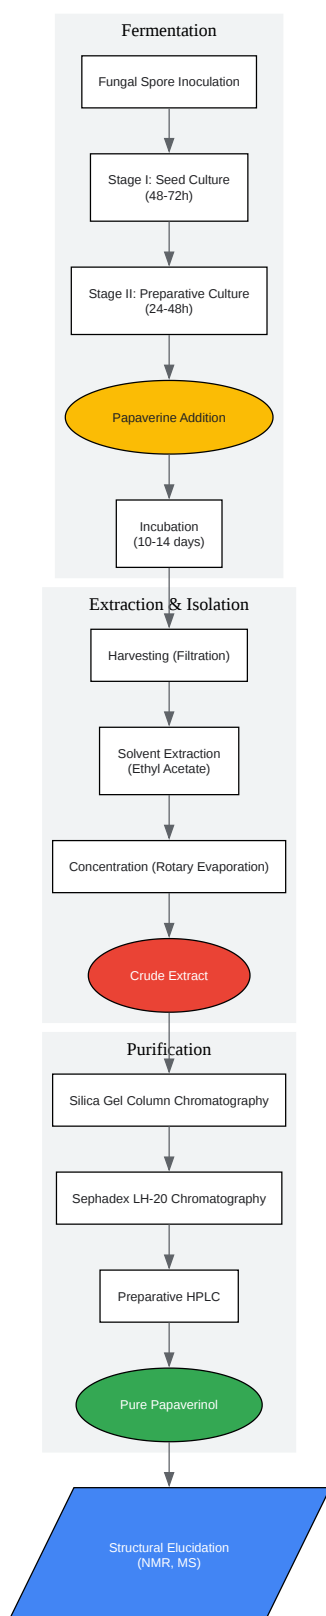 Fermentation
Fungal Spore Inoculation
Stage I: Seed Culture
(48-72h)
Stage II: Preparative Culture
(24-48h)
Papaverine Addition
Incubation
(10-14 days)
Extraction & Isolation
Harvesting (Filtration)
Solvent Extraction
(Ethyl Acetate)
Concentration (Rotary Evaporation)
Crude Extract
Purification
Silica Gel Column Chromatography
Sephadex LH-20 Chromatography
Preparative HPLC
Pure Papaverinol
Structural Elucidation
(NMR, MS)